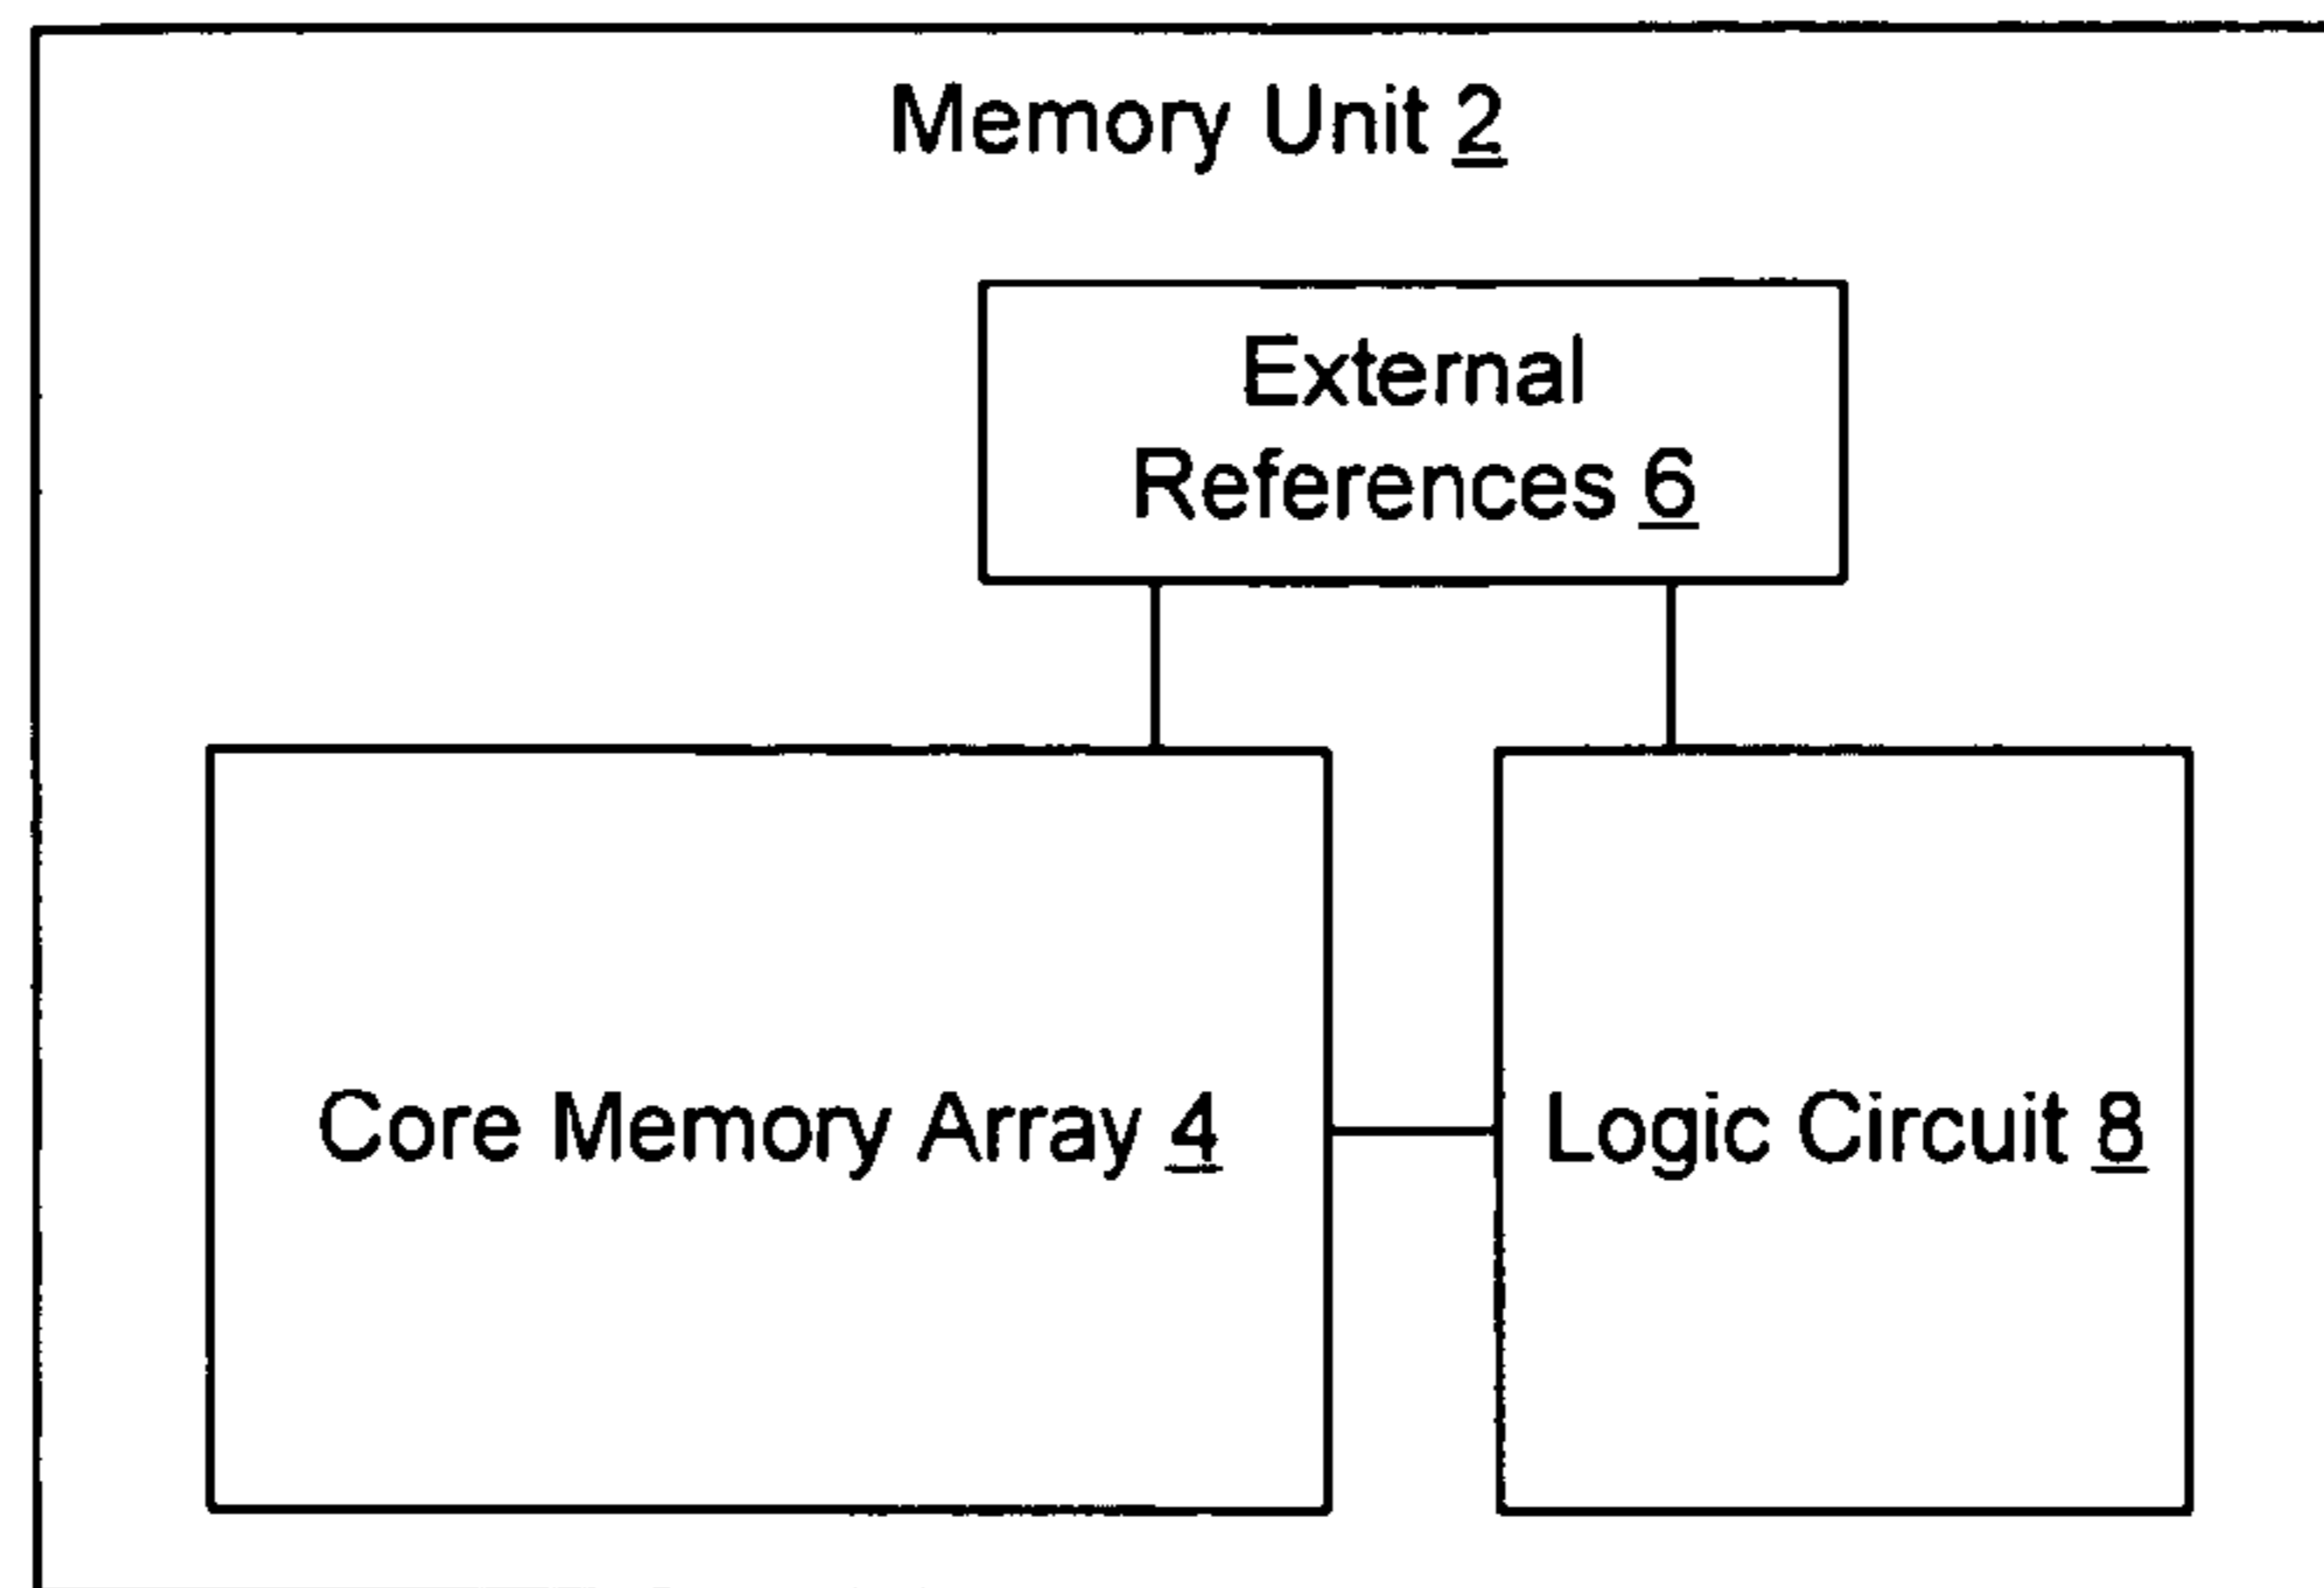 Memory Unit 2
External
References 6
Core Memory Array 4
Logic Circuit 8